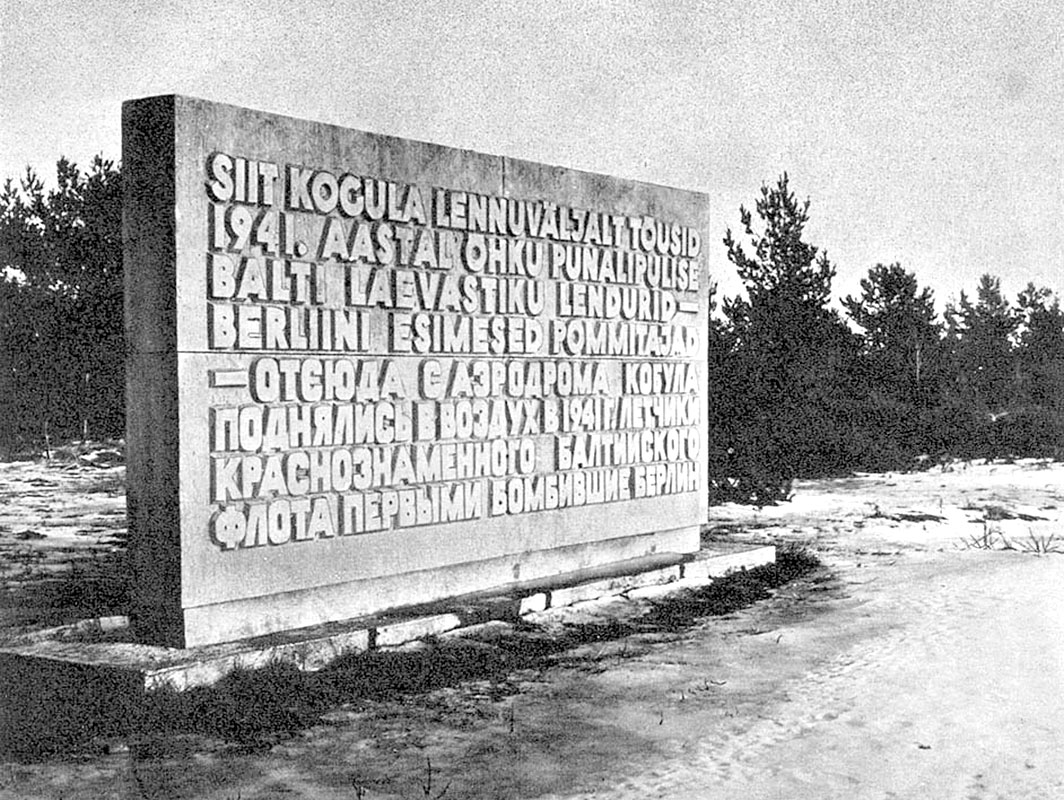 SIIT KOGULA LENNUVÄLJALT TÕUSID
1941. AASTAL ÕHKU PUNALIPULISE
BALTI LAEVASTIKU LENDURID—
BERLIINI ESIMESED POMMITAJAD
—ОТСЮДА С АЭРОДРОМА КОГУЛА
ПОДНЯЛИСЬ В ВОЗДУХ В 1941 Г. ЛЕТЧИКИ
КРАСНОЗНАМЕННОГО БАЛТИЙСКОГО
ФЛОТА ПЕРВЫМИ БОМБИВШИЕ БЕРЛИН